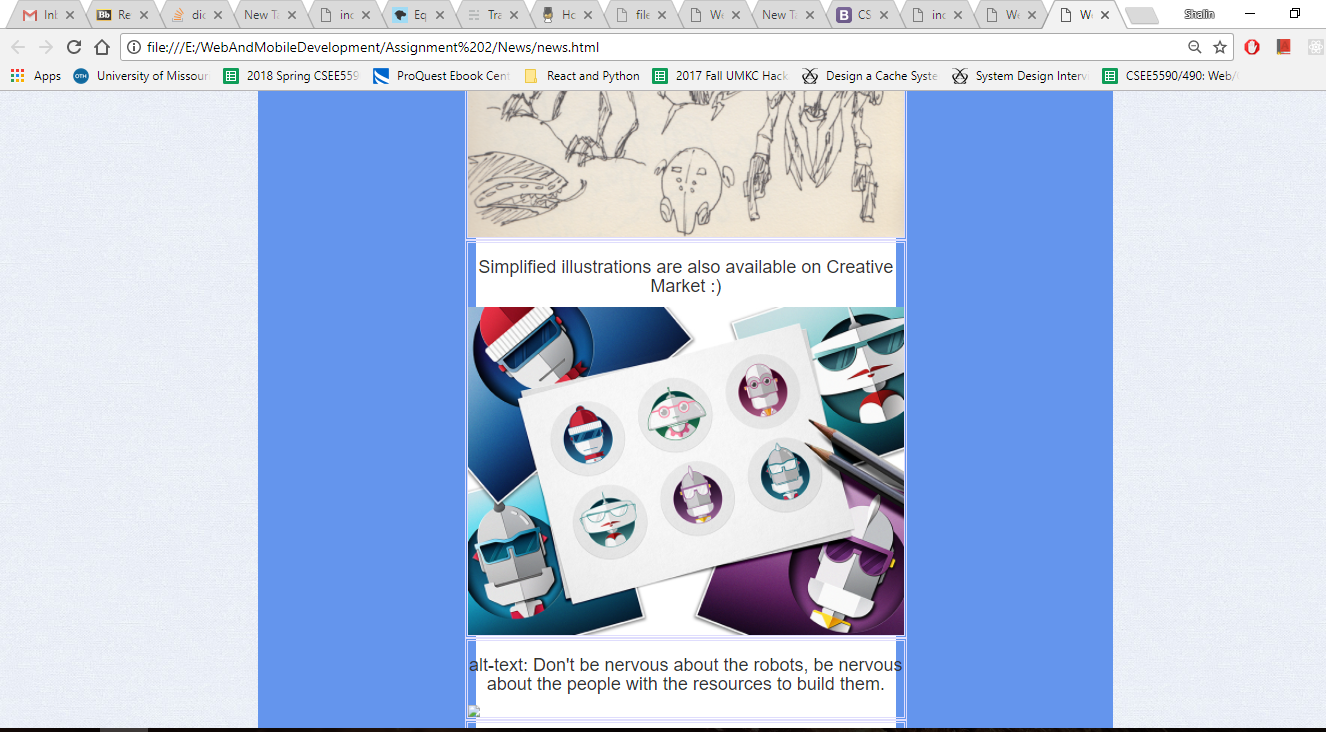 Inl Re dic New Ta inc Eq Tra Ho file We New Ta CS inc We We Shalin
file:///E:/WebAndMobileDevelopment/Assignment%202/News/news.html
Apps University of Missour 2018 Spring CSEE559 ProQuest Ebook Cent React and Python 2017 Fall UMKC Hack Design a Cache Syste System Design Interv CSEE5590/490: Web/
Simplified illustrations are also available on Creative
Market :)
alt-text: Don't be nervous about the robots, be nervous
about the people with the resources to build them.